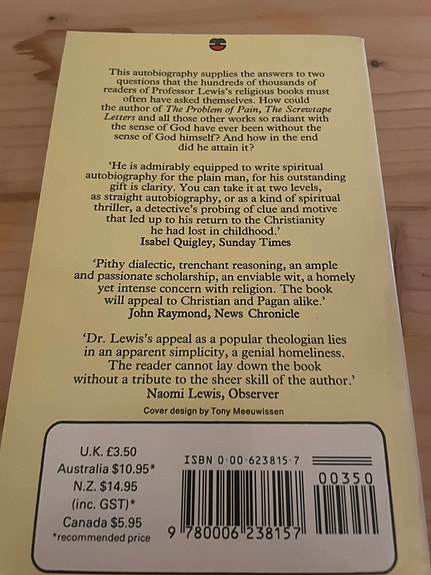 This autobiography supplies the answers to two
questions that the hundreds of thousands of
readers of Professor Lewis's religious books must
often have asked themselves. How could
the author of The Problem of Pain, The Screwtape
Letters and all those other works so radiant with
the sense of God have ever been without the
sense of God himself? And how in the end
did he attain it?
'He is admirably equipped to write spiritual
autobiography for the plain man, for his outstanding
gift is clarity. You can take it at two levels,
as straight autobiography, or as a kind of spiritual
thriller, a detective's probing of clue and motive
that led up to his return to the Christianity
he had lost in childhood.'
Isabel Quigley, Sunday Times
'Pithy dialectic, trenchant reasoning, an ample
and passionate scholarship, an enviable wit, a homely
yet intense concern with religion. The book
will appeal to Christian and Pagan alike.'
John Raymond, News Chronicle
'Dr. Lewis's appeal as a popular theologian lies
in an apparent simplicity, a genial homeliness.
The reader cannot lay down the book
without a tribute to the sheer skill of the author.'
Naomi Lewis, Observer
Cover design by Tony Meeuwissen
U.K. £3.50
Australia $10.95*
N.Z. $14.95
(inc. GST)*
Canada $5.95
*recommended price
ISBN 0-00-623815-7
00350
9 780006 238157